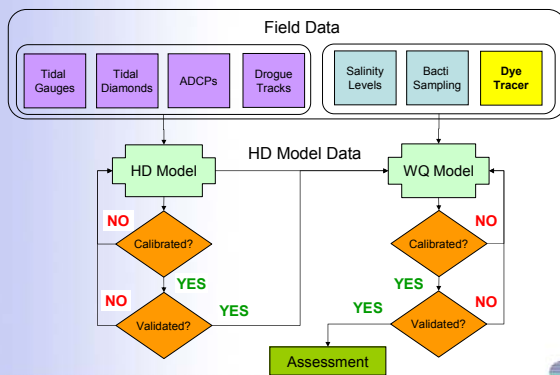 Field Data
Tidal
Gauges
Tidal
Diamonds
ADCPs
Drogue
Tracks
Salinity
Levels
Bacti
Sampling
Dye
Tracer
HD Model
HD Model Data
WQ Model
NO
Calibrated?
NO
Calibrated?
YES
YES
NO
Validated?
YES
YES
Validated?
NO
Assessment